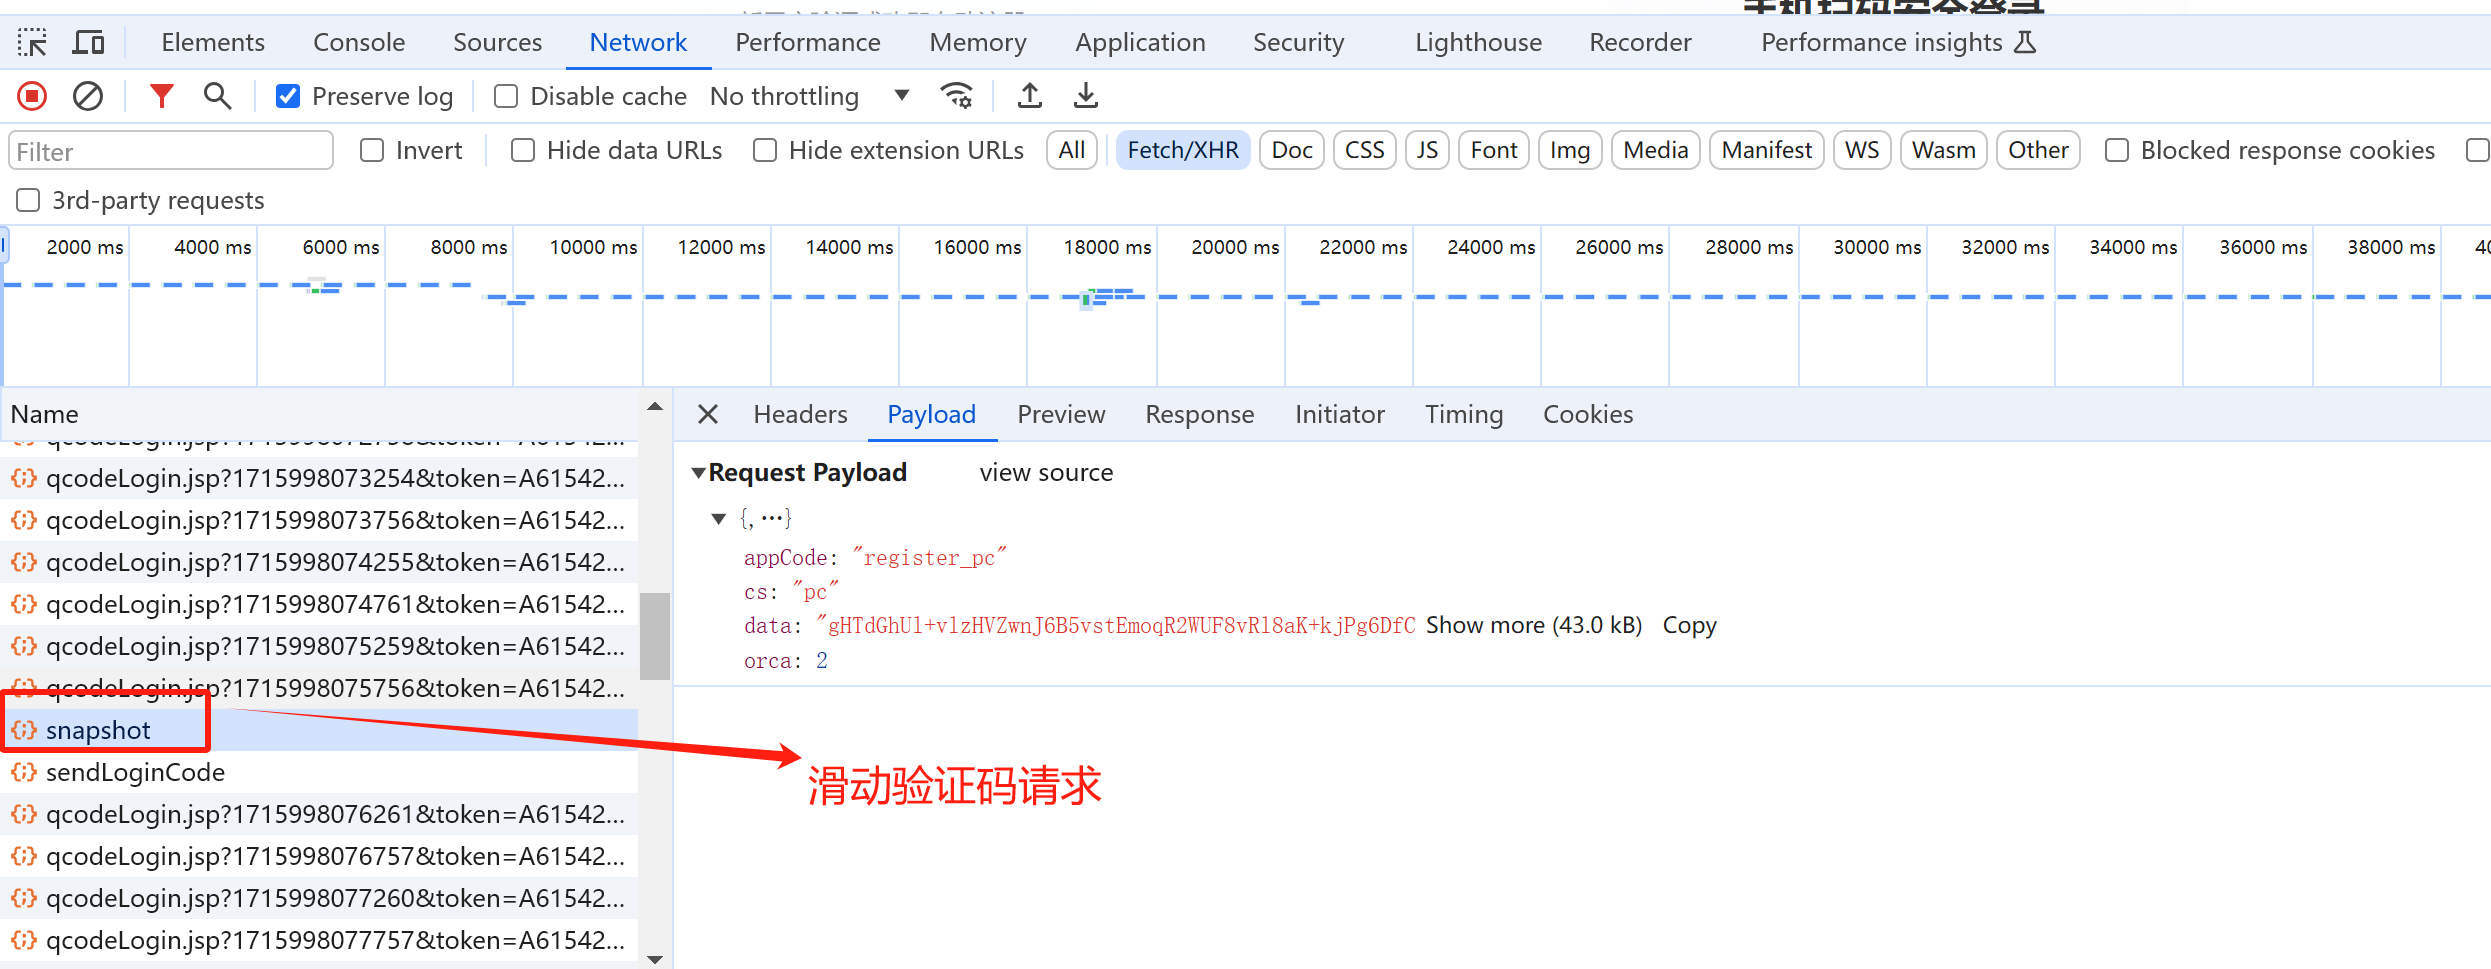 手机扫码安全登录
Elements Console Sources Network Performance Memory Application Security Lighthouse Recorder Performance insights
Preserve log Disable cache No throttling
Filter Invert Hide data URLs Hide extension URLs All Fetch/XHR Doc CSS JS Font Img Media Manifest WS Wasm Other Blocked response cookies
3rd-party requests
2000 ms 4000 ms 6000 ms 8000 ms 10000 ms 12000 ms 14000 ms 16000 ms 18000 ms 20000 ms 22000 ms 24000 ms 26000 ms 28000 ms 30000 ms 32000 ms 34000 ms 36000 ms 38000 ms
Name
Headers Payload Preview Response Initiator Timing Cookies
qcodeLogin.jsp?1715998073254&token=A61542...
qcodeLogin.jsp?1715998073756&token=A61542...
qcodeLogin.jsp?1715998074255&token=A61542...
qcodeLogin.jsp?1715998074761&token=A61542...
qcodeLogin.jsp?1715998075259&token=A61542...
qcodeLogin.jsp?1715998075756&token=A61542...
snapshot
sendLoginCode
qcodeLogin.jsp?1715998076261&token=A61542...
qcodeLogin.jsp?1715998076757&token=A61542...
qcodeLogin.jsp?1715998077260&token=A61542...
qcodeLogin.jsp?1715998077757&token=A61542...
Request Payload view source
{,…}
appCode: "register_pc"
cs: "pc"
data: "gHTdGhUl+vlzHVZwnJ6B5vstEmoqR2WUF8vRl8aK+kjPg6DfC Show more (43.0 kB) Copy
orca: 2
滑动验证码请求